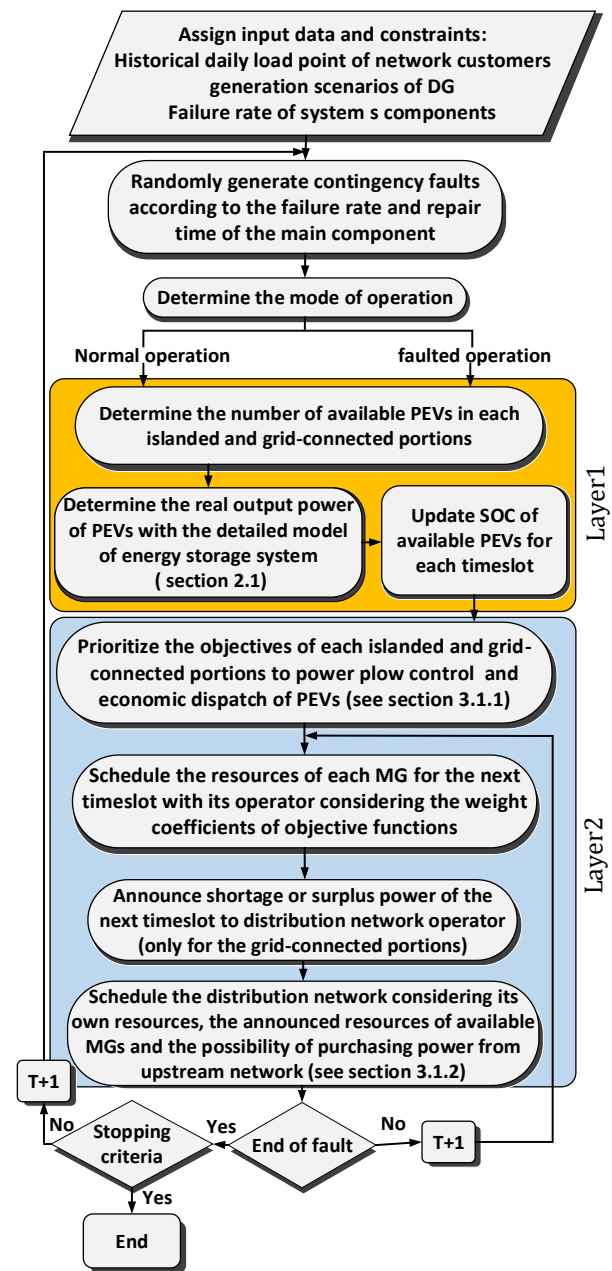 Assign input data and constraints:
Historical daily load point of network customers
generation scenarios of DG
Failure rate of system s components
Randomly generate contingency faults
according to the failure rate and repair
time of the main component
Determine the mode of operation
Normal operation
faulted operation
Determine the number of available PEVs in each
islanded and grid-connected portions
Determine the real output power
of PEVs with the detailed model
of energy storage system
( section 2.1)
Update SOC of
available PEVs for
each timeslot
Layer1
Prioritize the objectives of each islanded and grid-
connected portions to power plow control and
economic dispatch of PEVs (see section 3.1.1)
Schedule the resources of each MG for the next
timeslot with its operator considering the weight
coefficients of objective functions
Announce shortage or surplus power of the
next timeslot to distribution network operator
(only for the grid-connected portions)
Schedule the distribution network considering its
own resources, the announced resources of available
MGs and the possibility of purchasing power from
upstream network (see section 3.1.2)
Layer2
T+1
No
Stopping
criteria
Yes
End of fault
No
T+1
Yes
End